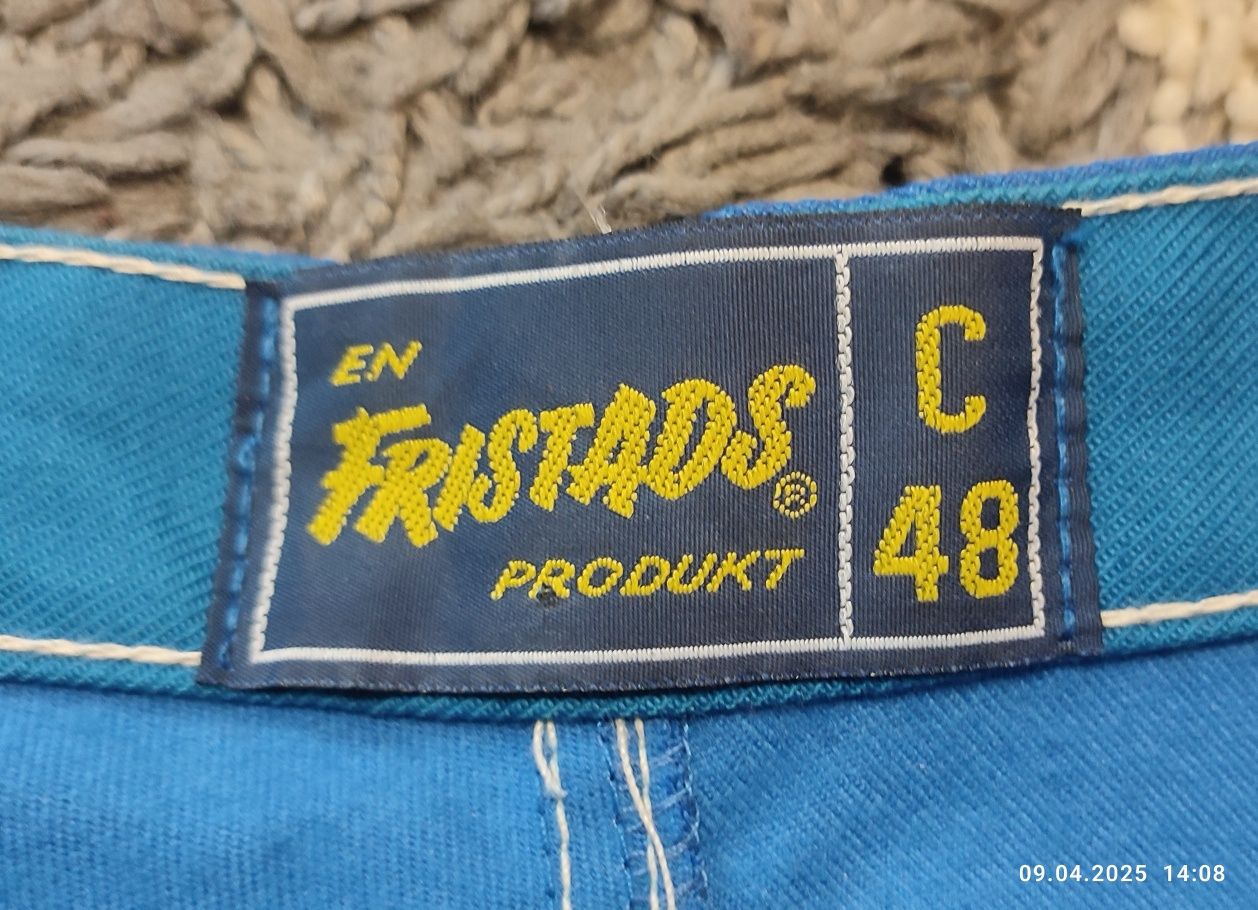 EN
FRISTADS®
PRODUKT
C
48
09.04.2025 14:08